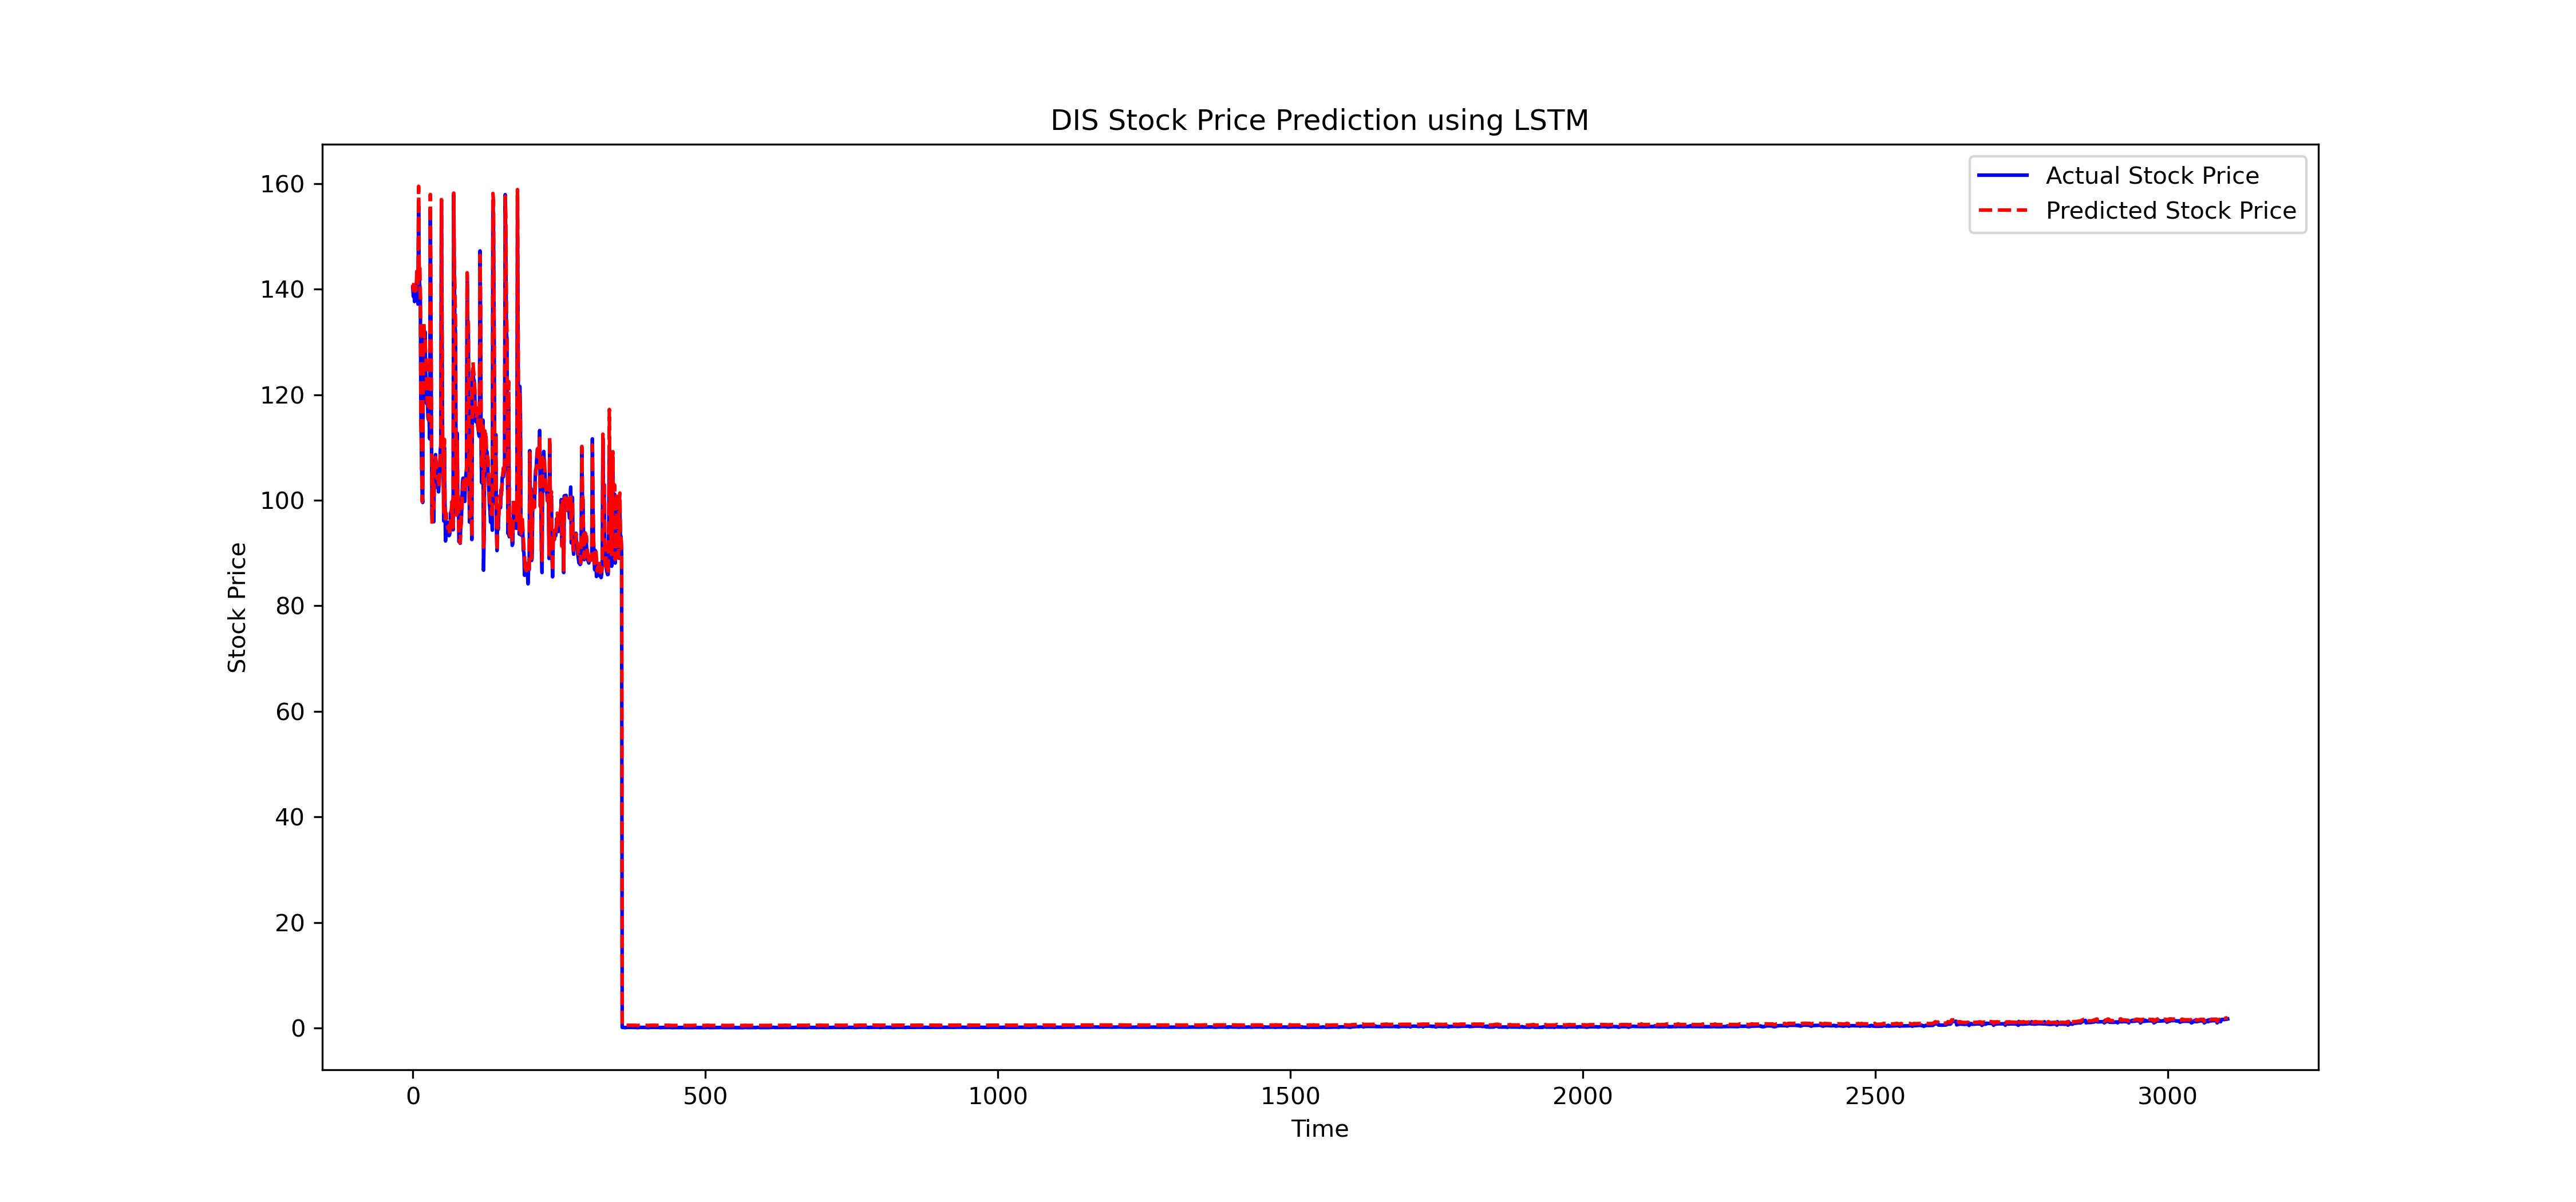 DIS Stock Price Prediction using LSTM
Actual Stock Price
Predicted Stock Price
160
140
120
100
80
60
40
20
0
Stock Price
0 500 1000 1500 2000 2500 3000
Time